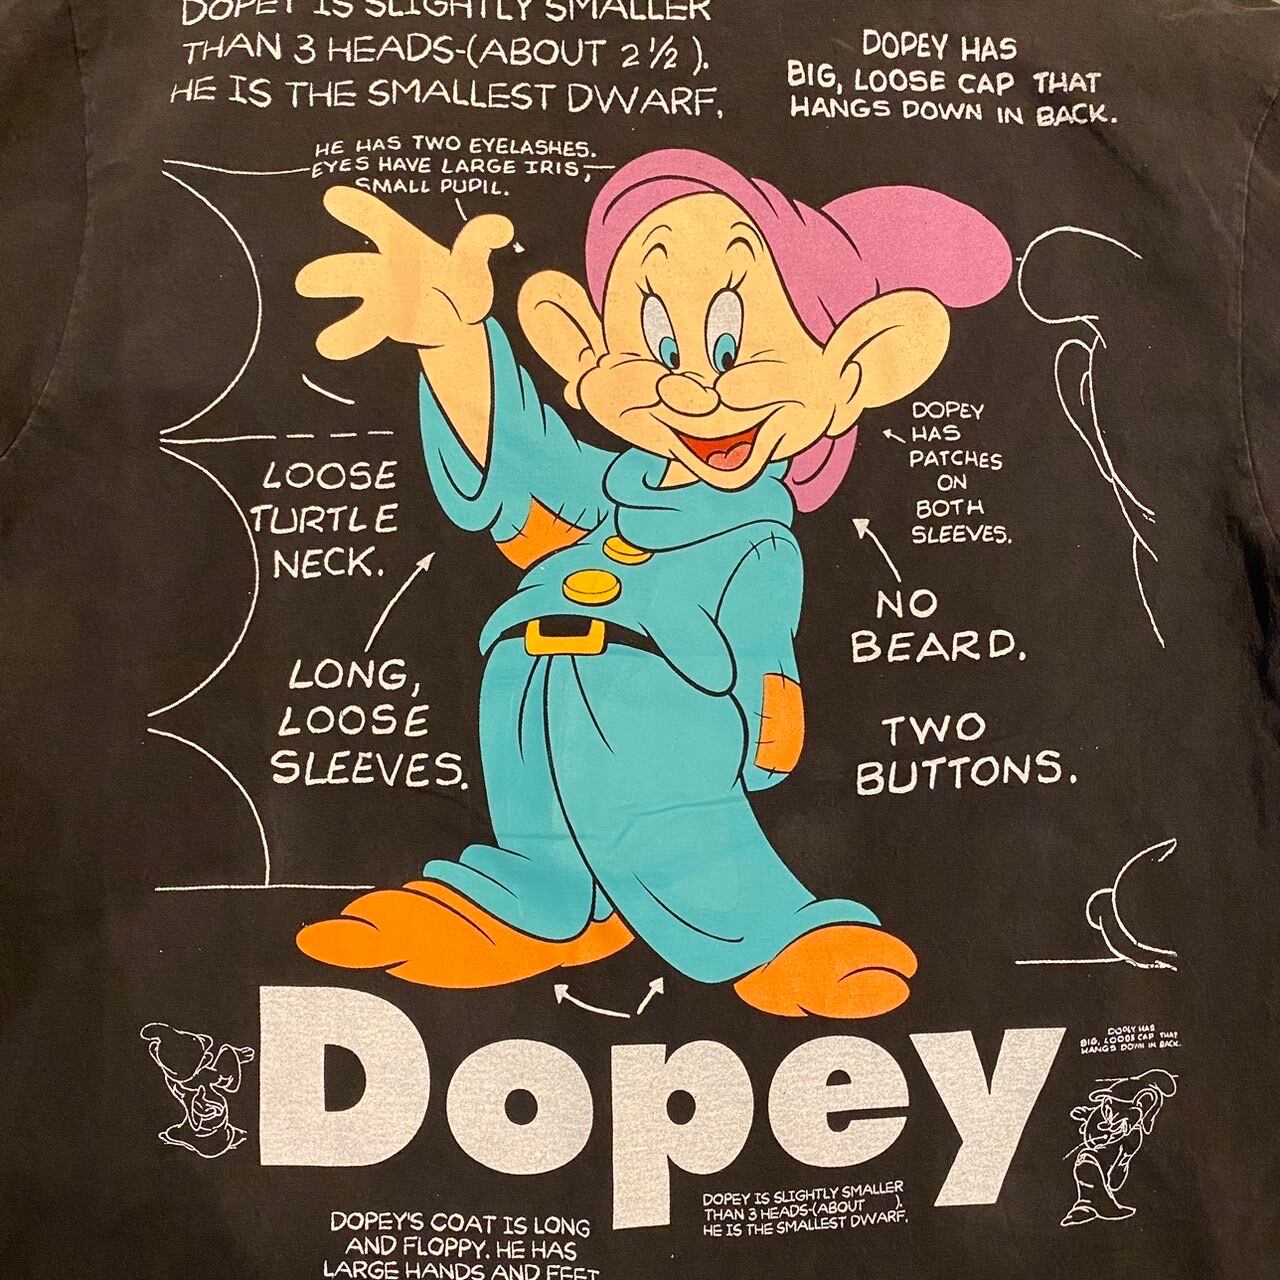 DOPEY IS SLIGHTLY SMALLER
THAN 3 HEADS-(ABOUT 2 ½ ).
HE IS THE SMALLEST DWARF.
DOPEY HAS
BIG, LOOSE CAP THAT
HANGS DOWN IN BACK.
HE HAS TWO EYELASHES.
EYES HAVE LARGE IRIS,
SMALL PUPIL.
DOPEY
HAS
PATCHES
ON
BOTH
SLEEVES.
LOOSE
TURTLE
NECK.
NO
BEARD.
LONG,
LOOSE
SLEEVES.
TWO
BUTTONS.
Dopey
DOPEY HAS
BIG, LOOSE CAP THAT
HANGS DOWN IN BACK.
DOPEY IS SLIGHTLY SMALLER
THAN 3 HEADS-(ABOUT ).
HE IS THE SMALLEST DWARF.
DOPEY'S COAT IS LONG
AND FLOPPY. HE HAS
LARGE HANDS AND FEET